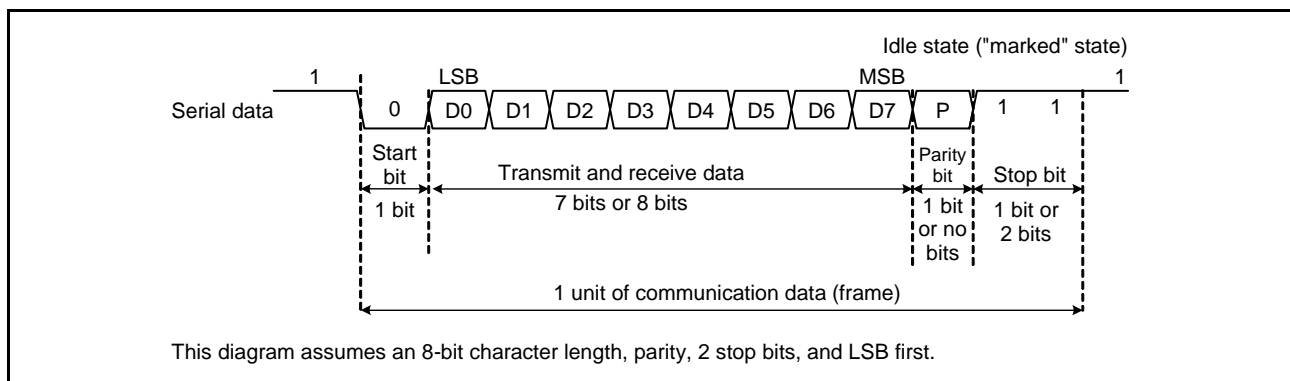 Idle state ("marked" state)
1 LSB MSB 1
Serial data 0 D0 D1 D2 D3 D4 D5 D6 D7 P 1 1
Start bit
Transmit and receive data
Parity bit
Stop bit
1 bit
7 bits or 8 bits
1 bit or no bits
1 bit or 2 bits
1 unit of communication data (frame)
This diagram assumes an 8-bit character length, parity, 2 stop bits, and LSB first.